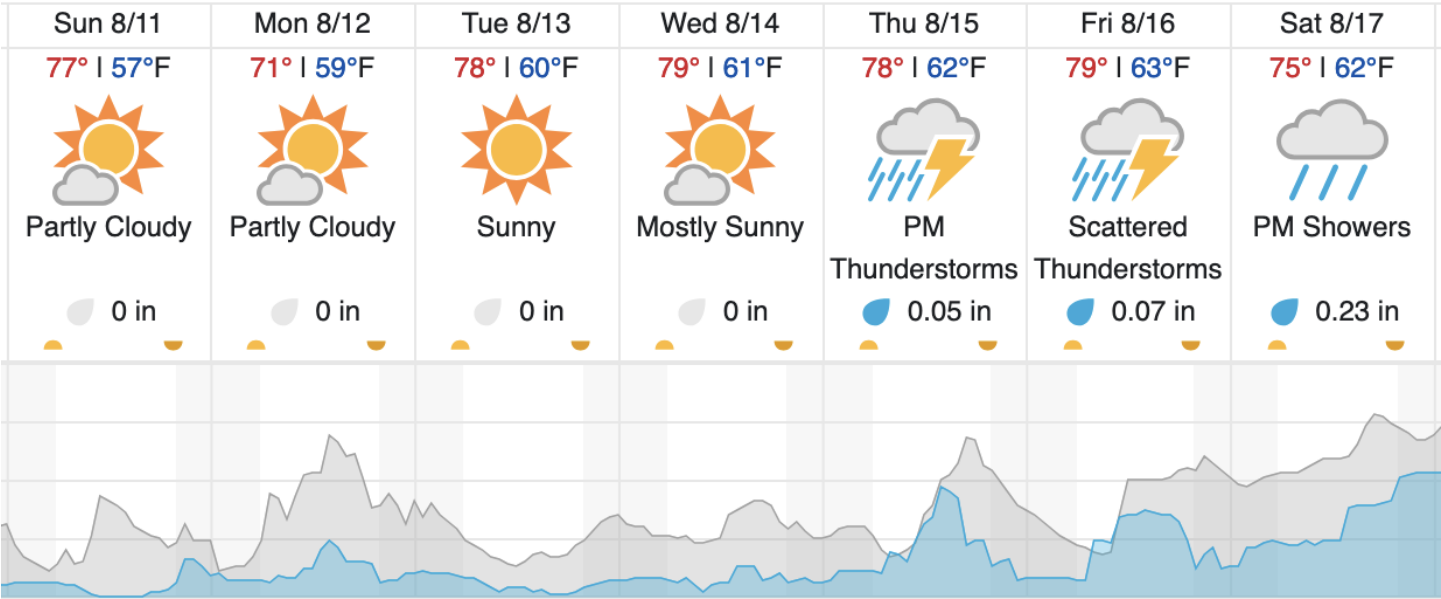 Sun 8/11
77° | 57°F
Partly Cloudy
0 in
Mon 8/12
71° | 59°F
Partly Cloudy
0 in
Tue 8/13
78° | 60°F
Sunny
0 in
Wed 8/14
79° | 61°F
Mostly Sunny
0 in
Thu 8/15
78° | 62°F
PM
Thunderstorms
0.05 in
Fri 8/16
79° | 63°F
Scattered
Thunderstorms
0.07 in
Sat 8/17
75° | 62°F
PM Showers
0.23 in